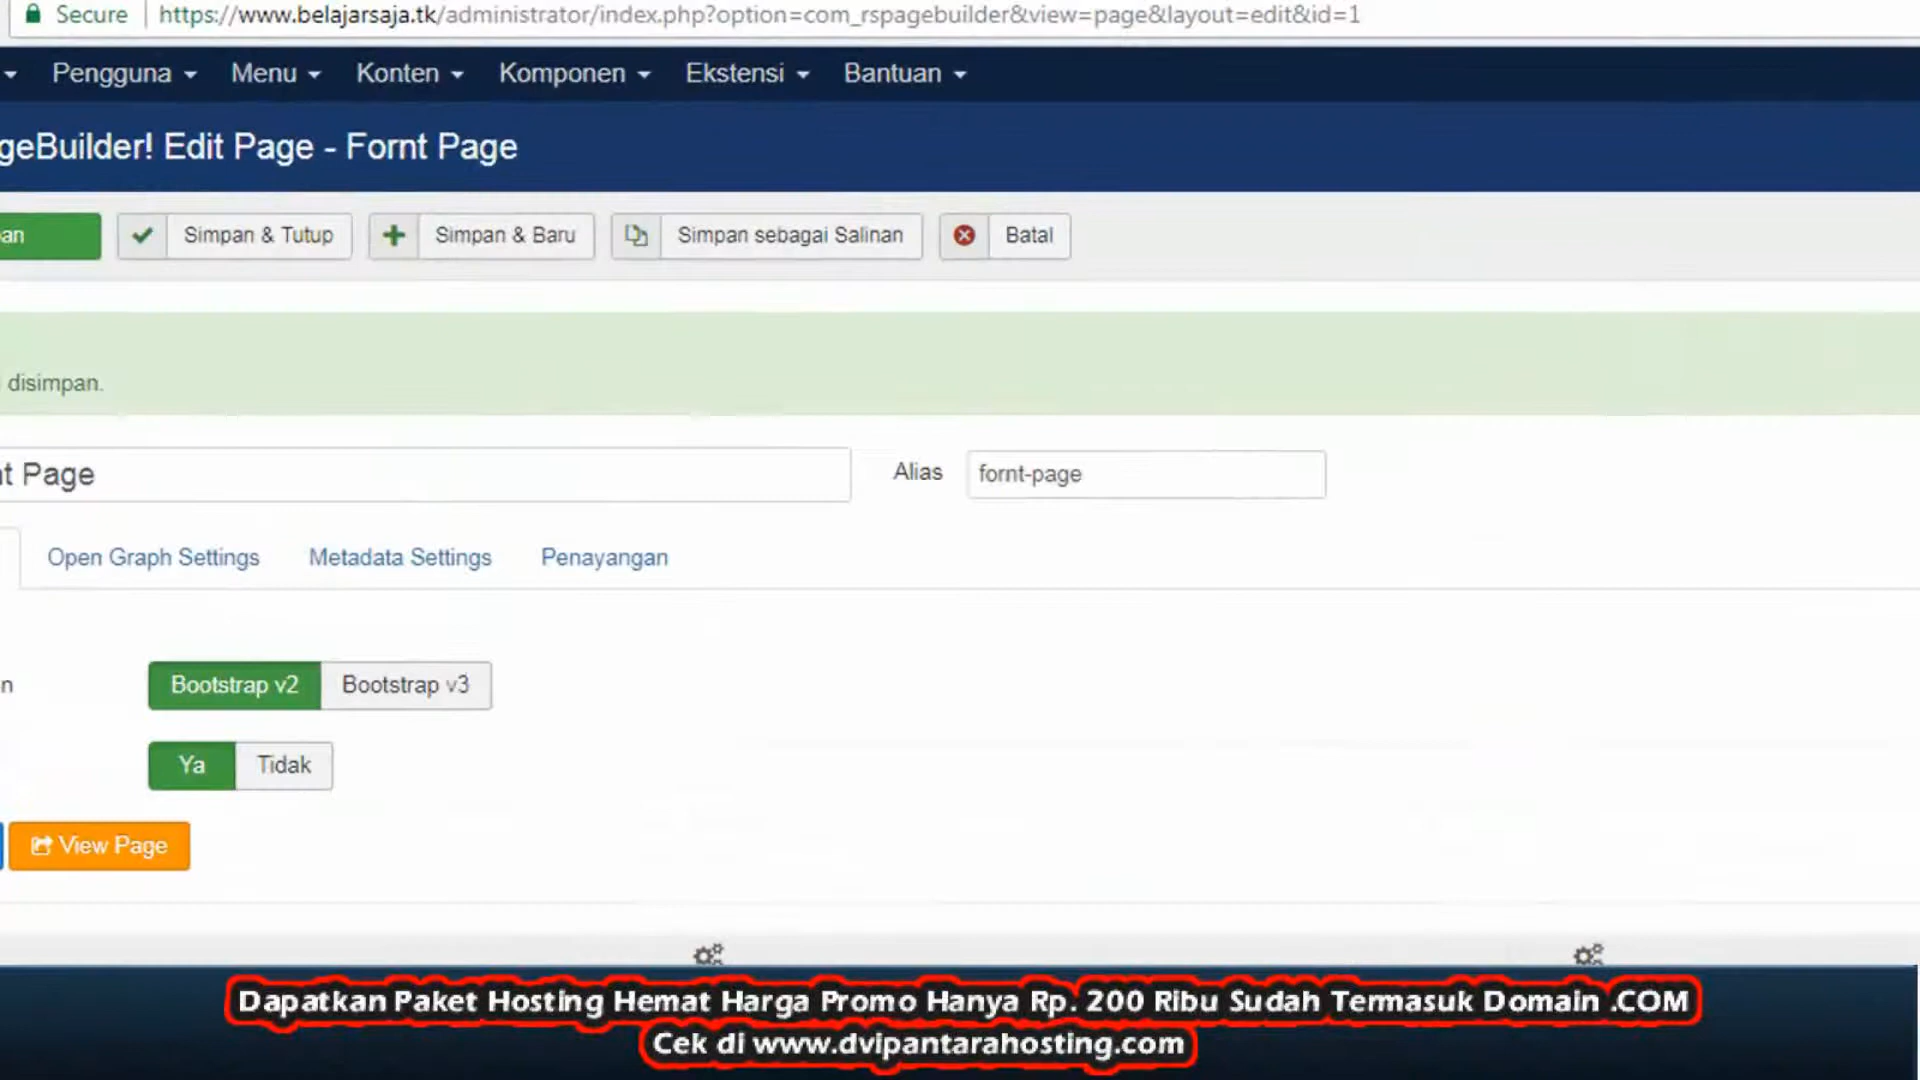 Secure https://www.belajarsaja.tk/administrator/index.php?option=com_rspagebuilder&view=page&layout=edit&id=1
Pengguna Menu Konten Komponen Ekstensi Bantuan
geBuilder! Edit Page - Fornt Page
an Simpan & Tutup Simpan & Baru Simpan sebagai Salinan Batal
disimpan.
t Page Alias fornt-page
Open Graph Settings Metadata Settings Penayangan
n Bootstrap v2 Bootstrap v3
Ya Tidak
View Page
Dapatkan Paket Hosting Hemat Harga Promo Hanya Rp. 200 Ribu Sudah Termasuk Domain .COM
Cek di www.dvipantarahosting.com